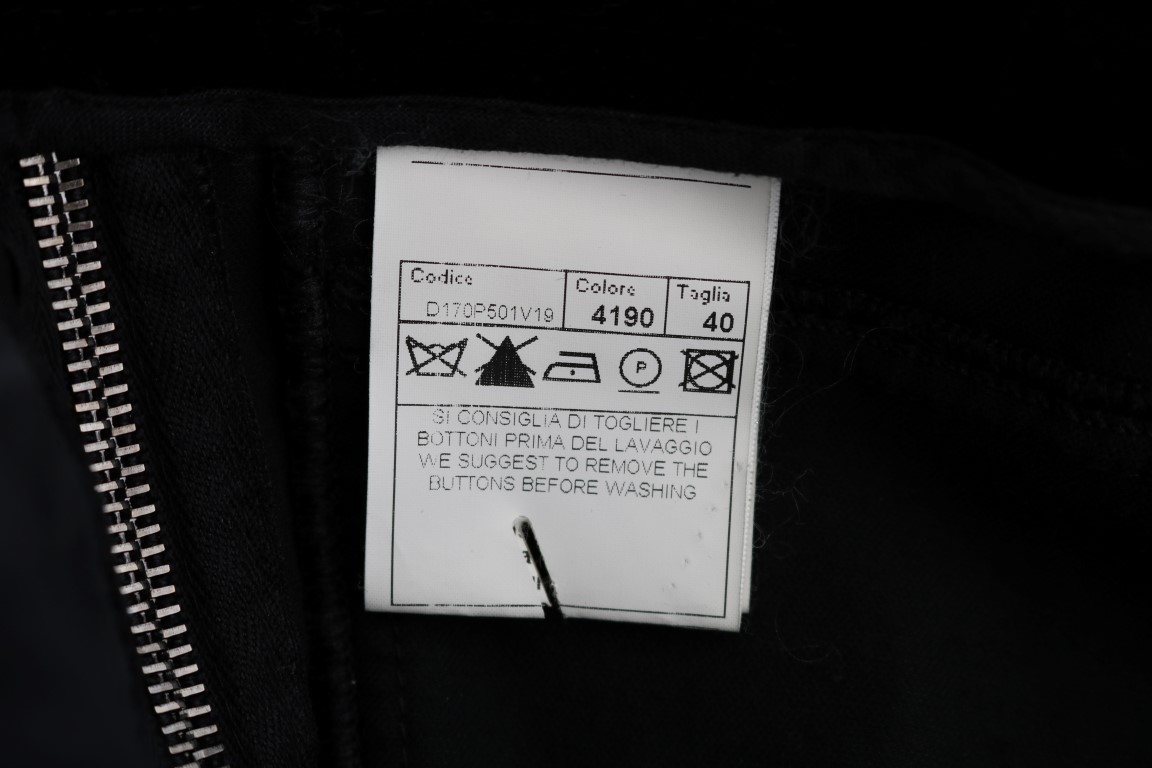 Codice Colore Taglia
D170P501V19 4190 40
P
SI CONSIGLIA DI TOGLIERE I
BOTTONI PRIMA DEL LAVAGGIO
WE SUGGEST TO REMOVE THE
BUTTONS BEFORE WASHING